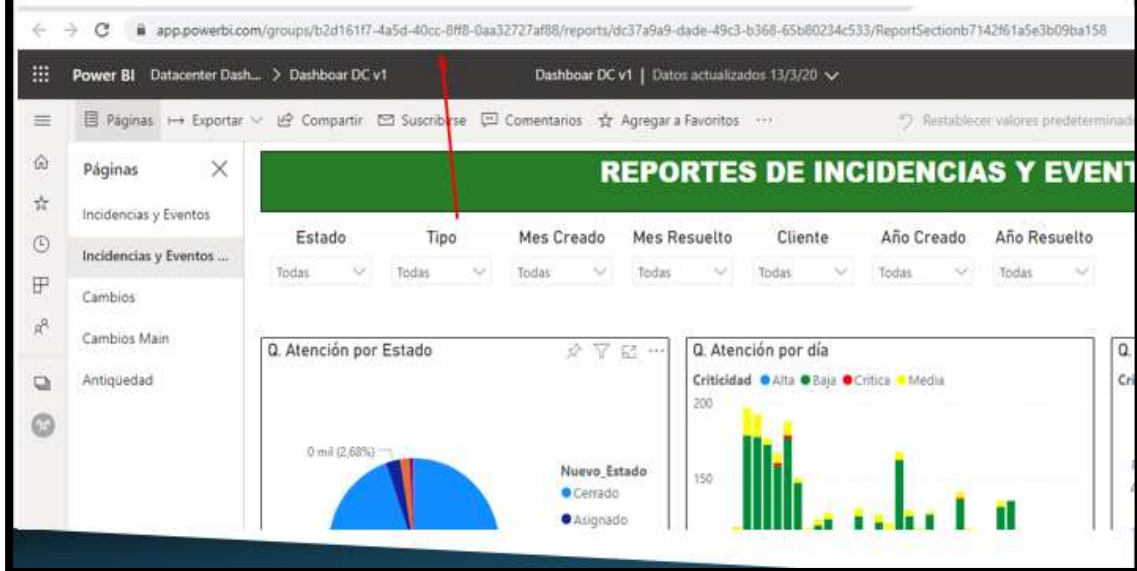 app.powerbi.com/groups/b2d161f7-4a5d-40cc-8ff8-0aa32727af88/reports/dc37a9a9-dade-49c3-b368-65b80234c533/ReportSectionb7142f61a5e3b09ba158
Power BI Datacenter Dash... > Dashboar DC v1 Dashboar DC v1 | Datos actualizados 13/3/20
Páginas Exportar Compartir Suscribirse Comentarios Agregar a Favoritos ... Restablecer valores predeterminad
Páginas
REPORTES DE INCIDENCIAS Y EVENT
Incidencias y Eventos
Estado Tipo Mes Creado Mes Resuelto Cliente Año Creado Año Resuelto
Incidencias y Eventos ...
Todas Todas Todas Todas Todas Todas Todas
Cambios
Cambios Main
Q. Atención por Estado Q. Atención por día Q.
Antigüedad
Criticidad Alta Baja Crítica Media Cri
200
0 mil (2,68%)
Nuevo_Estado
150
Cerrado
Asignado